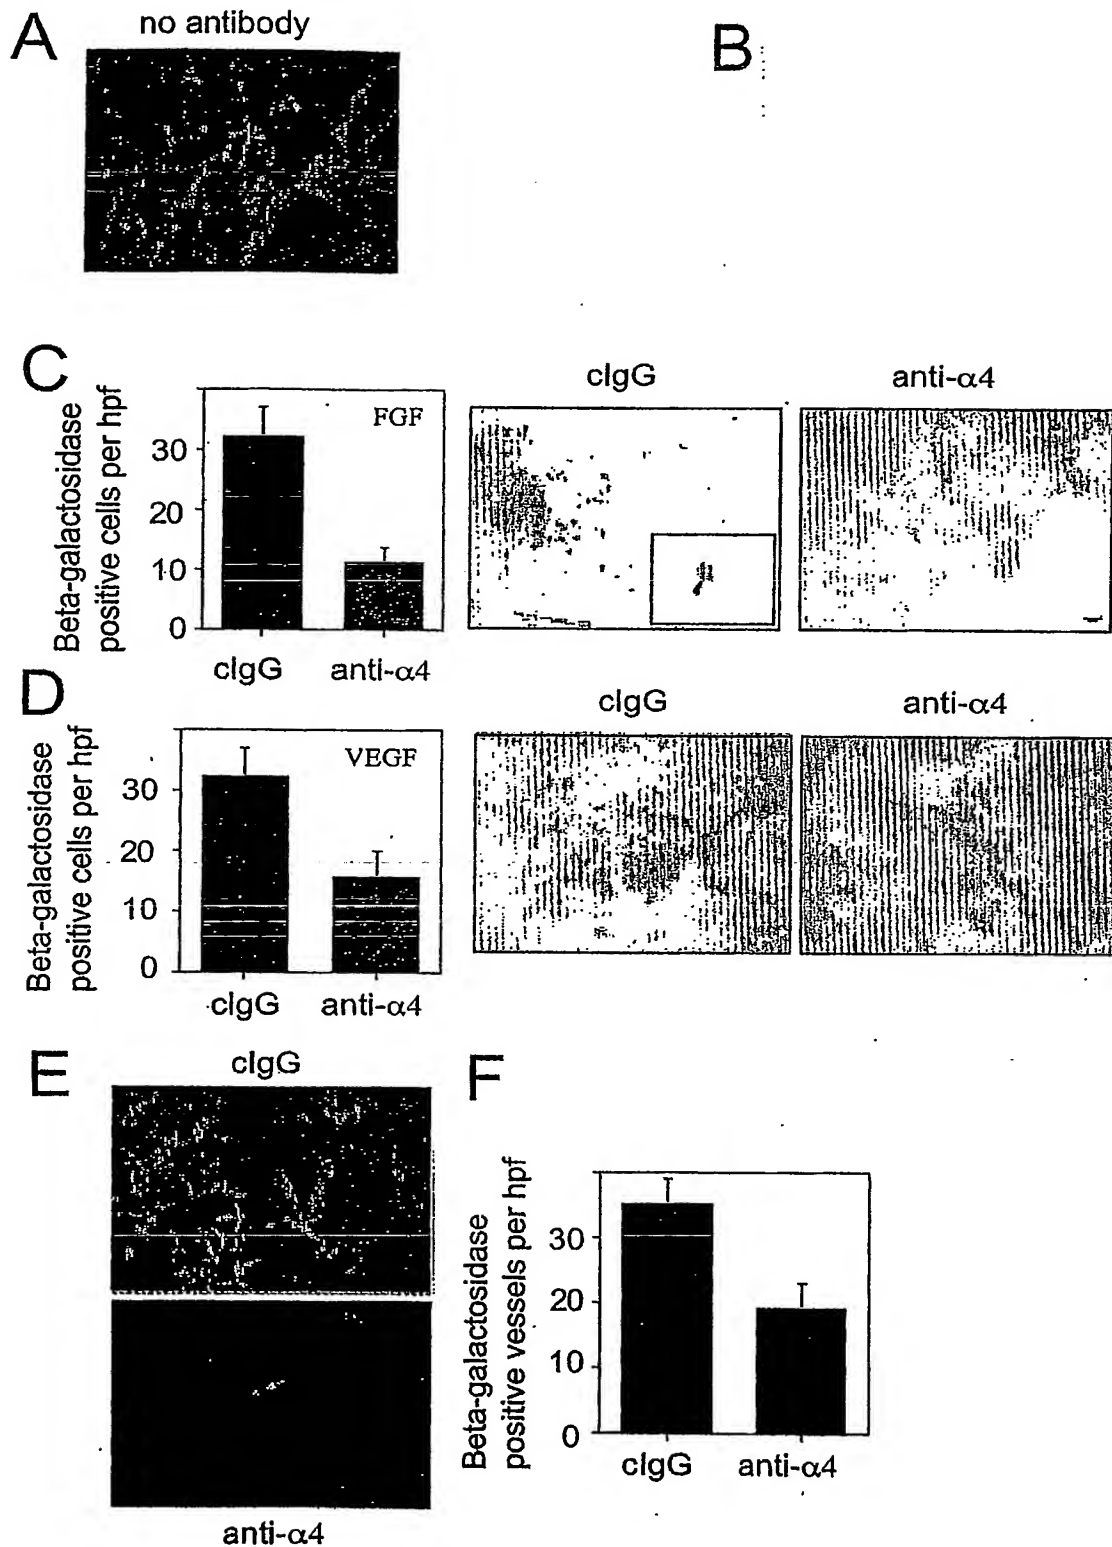 A
no antibody
B
C
Beta-galactosidase
positive cells per hpf
30
20
10
0
FGF
cIgG
anti-α4
cIgG
anti-α4
D
Beta-galactosidase
positive cells per hpf
30
20
10
0
VEGF
cIgG
anti-α4
cIgG
anti-α4
E
cIgG
anti-α4
F
Beta-galactosidase
positive vessels per hpf
30
20
10
0
cIgG
anti-α4